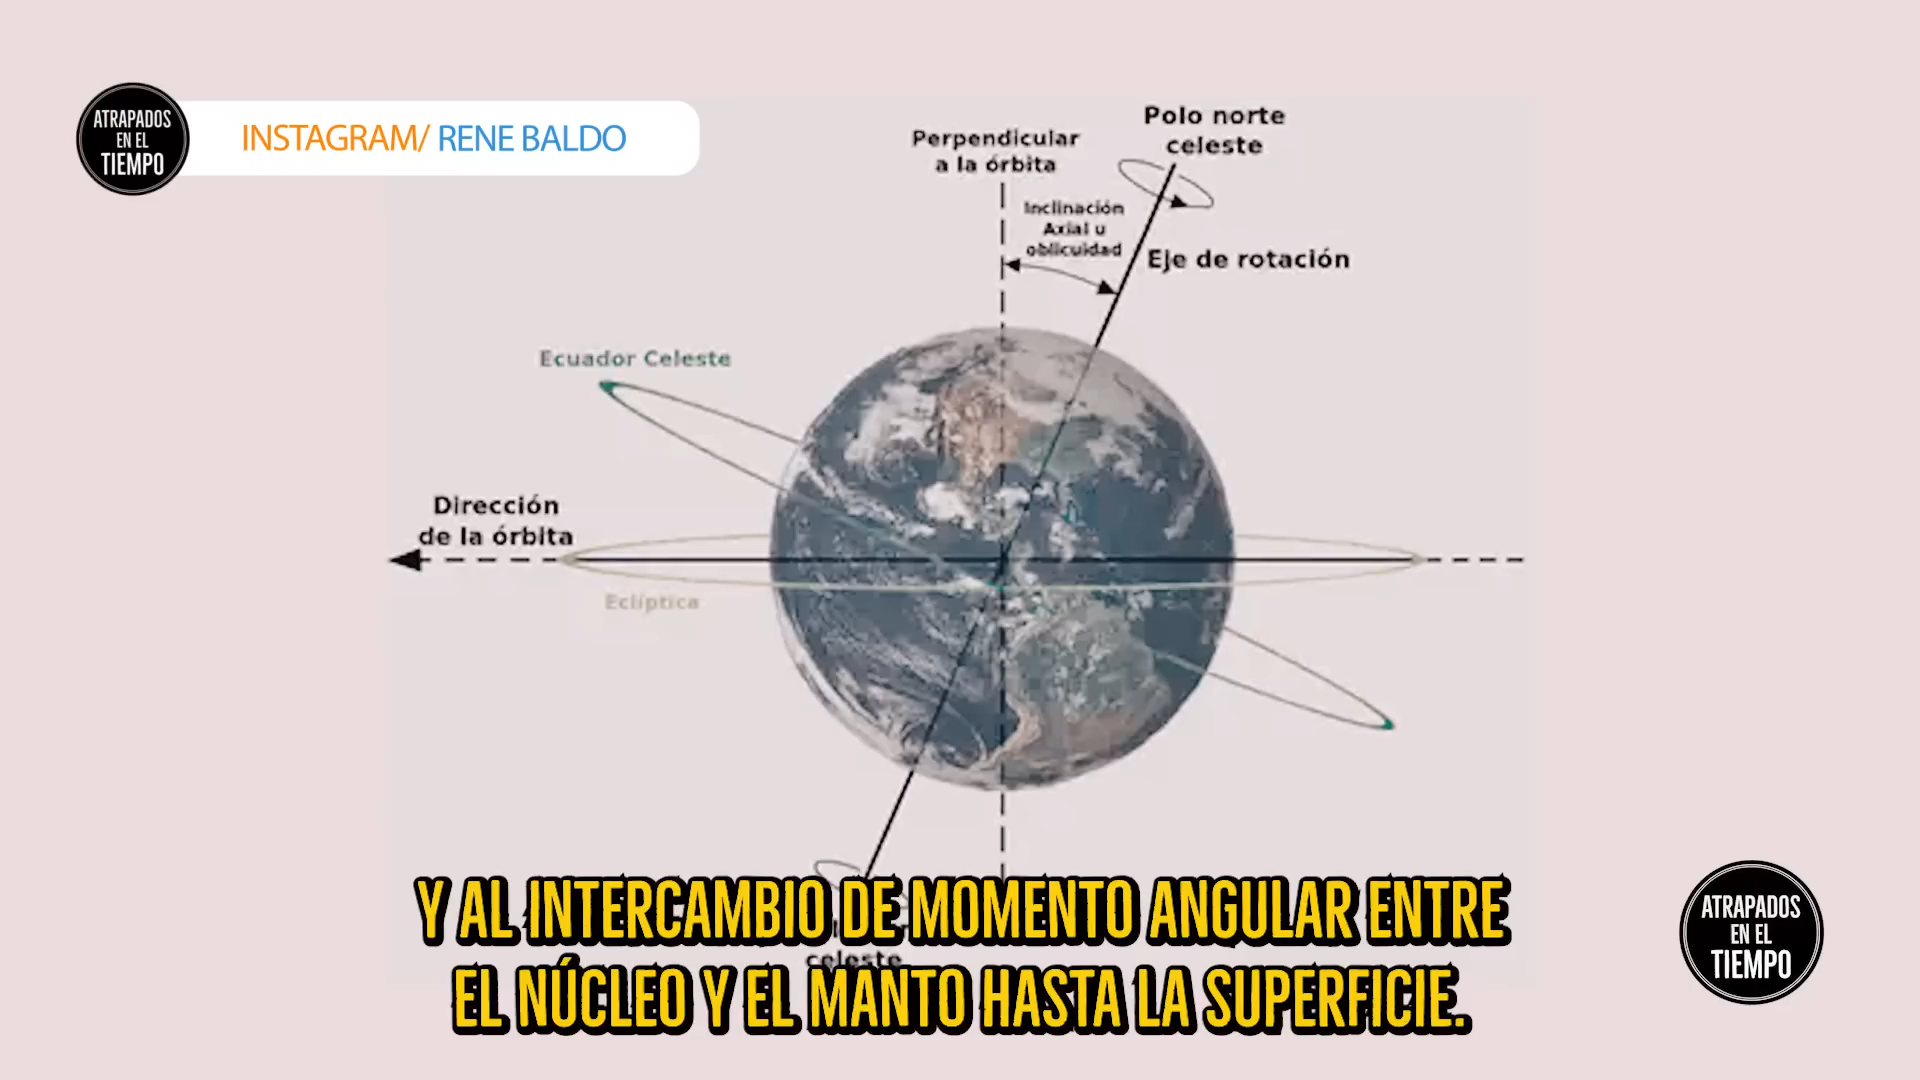 ATRAPADOS
EN EL
TIEMPO
INSTAGRAM/ RENE BALDO
Perpendicular
a la órbita
Polo norte
celeste
Inclinación
Axial u
oblicuidad
Eje de rotación
Ecuador Celeste
Dirección
de la órbita
Eclíptica
celeste
Y AL INTERCAMBIO DE MOMENTO ANGULAR ENTRE
EL NÚCLEO Y EL MANTO HASTA LA SUPERFICIE.
ATRAPADOS
EN EL
TIEMPO